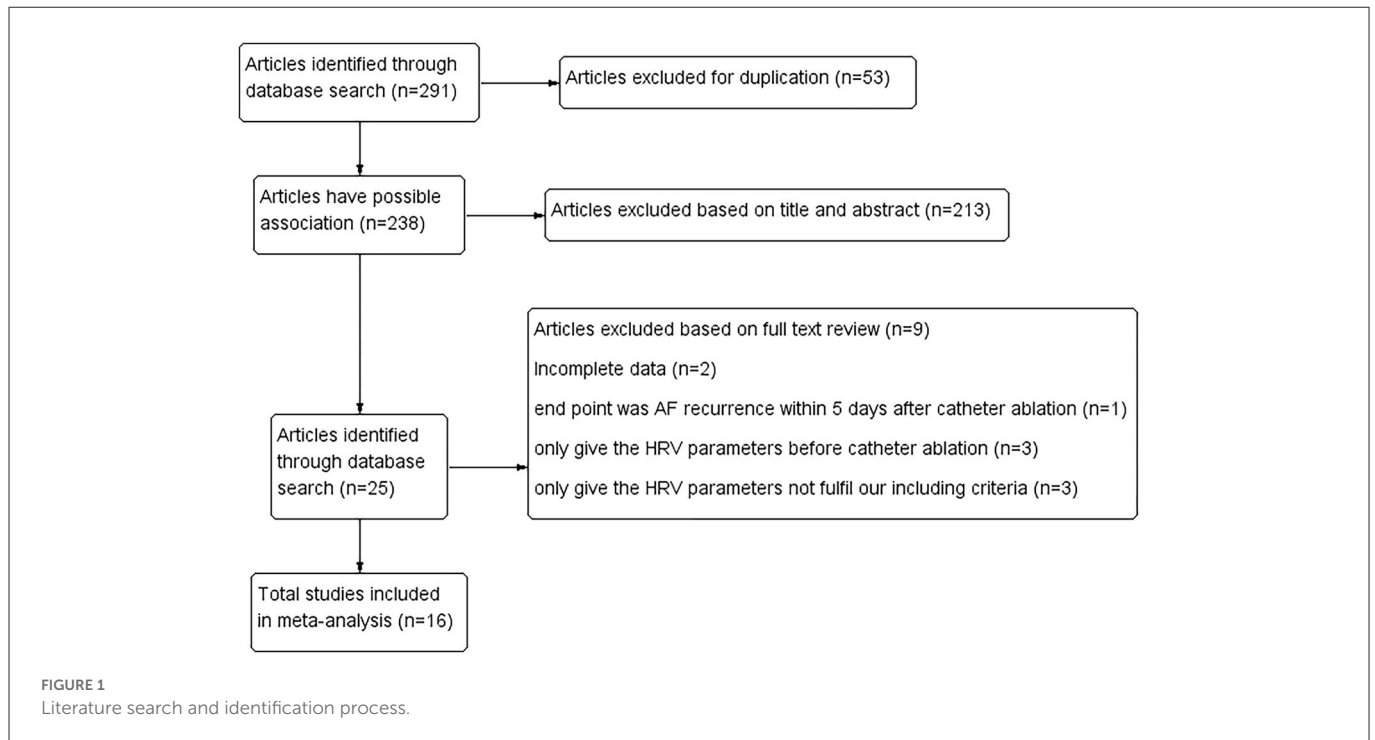 Articles identified through
database search (n=291)
Articles excluded for duplication (n=53)
Articles have possible
association (n=238)
Articles excluded based on title and abstract (n=213)
Articles excluded based on full text review (n=9)
Incomplete data (n=2)
end point was AF recurrence within 5 days after catheter ablation (n=1)
only give the HRV parameters before catheter ablation (n=3)
only give the HRV parameters not fulfil our including criteria (n=3)
Articles identified
through database
search (n=25)
Total studies included
in meta-analysis (n=16)
FIGURE 1
Literature search and identification process.